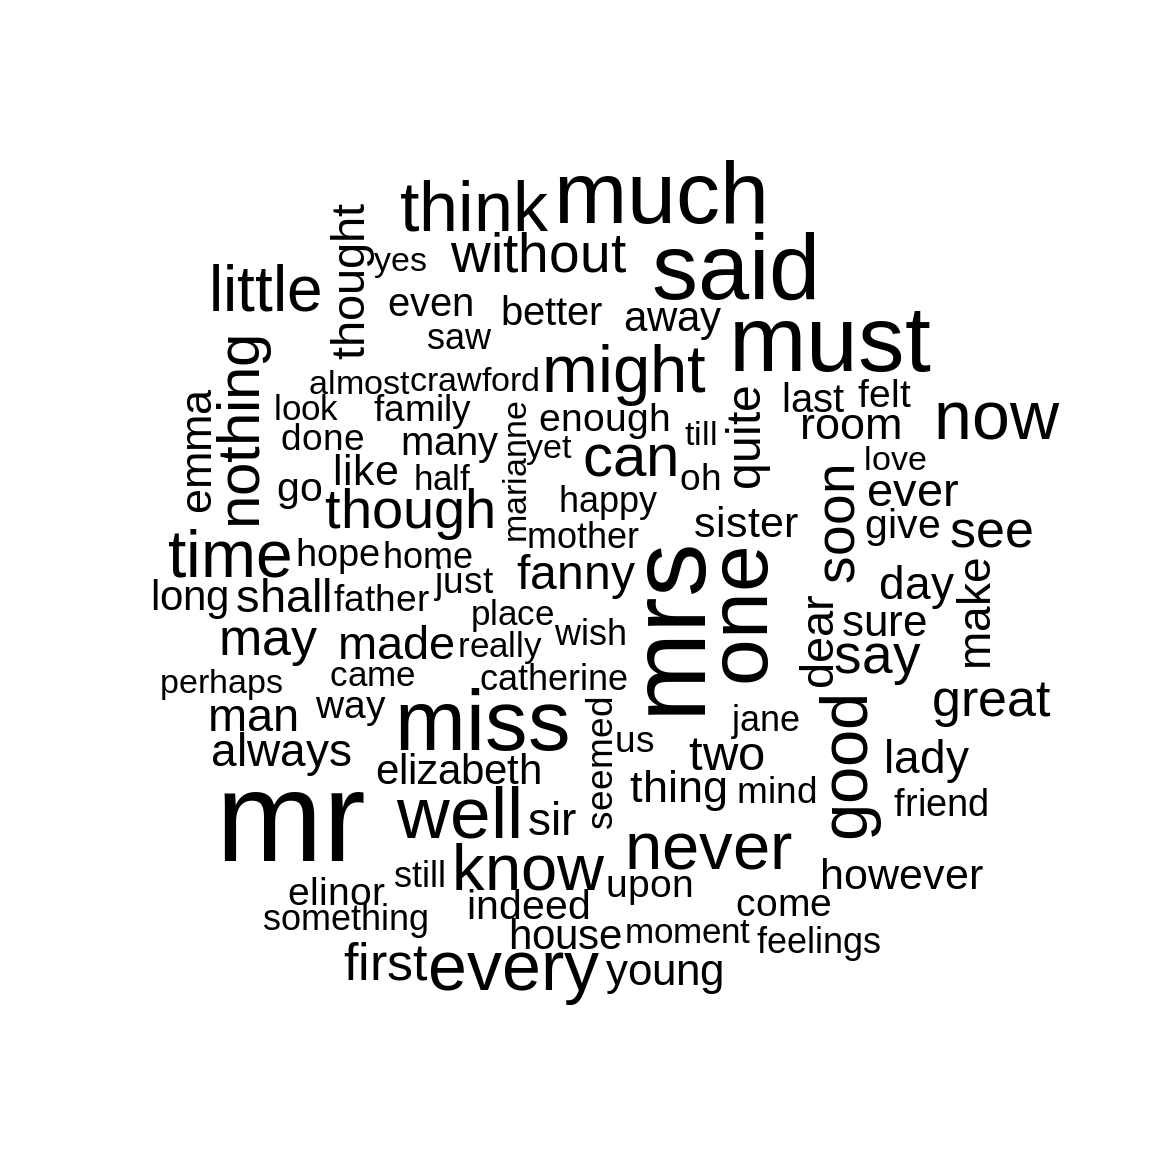 think much
thought
yes without said
little
even better away must
saw
nothing might
almost crawford
emma look family marianne enough quite last felt now
done many yet till room
go like half can oh love
though happy soon ever
mother sister give see
time hope home fanny mrs one
just day make
long shall father
place dear sure
may made really wish say
came catherine
perhaps
man way miss seemed jane good great
always us two lady
elizabeth thing mind
mr well sir friend
never
know however
elinor still upon
something indeed come
house moment feelings
first every young